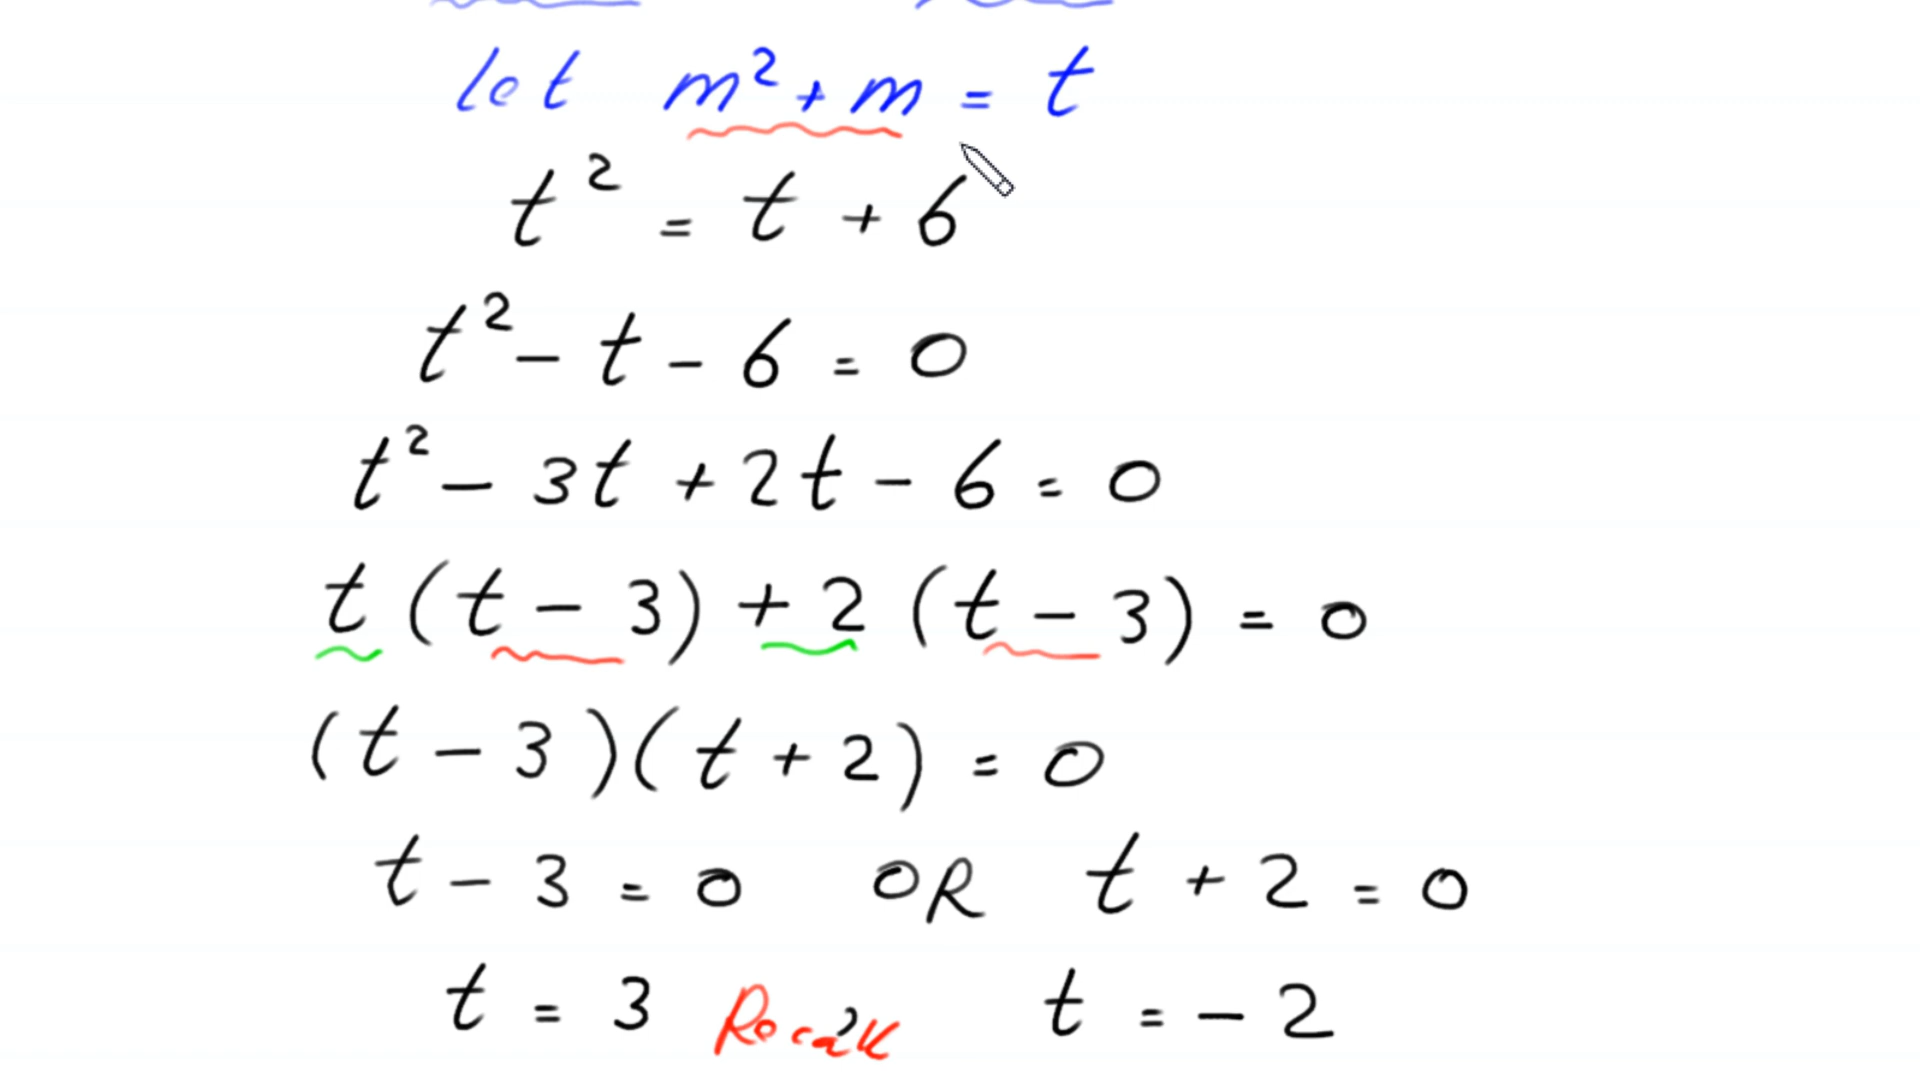 let m² + m = t
t² = t + 6
t² - t - 6 = 0
t² - 3t + 2t - 6 = 0
t (t - 3) + 2 (t - 3) = 0
(t - 3)(t + 2) = 0
t - 3 = 0 OR t + 2 = 0
t = 3 t = -2